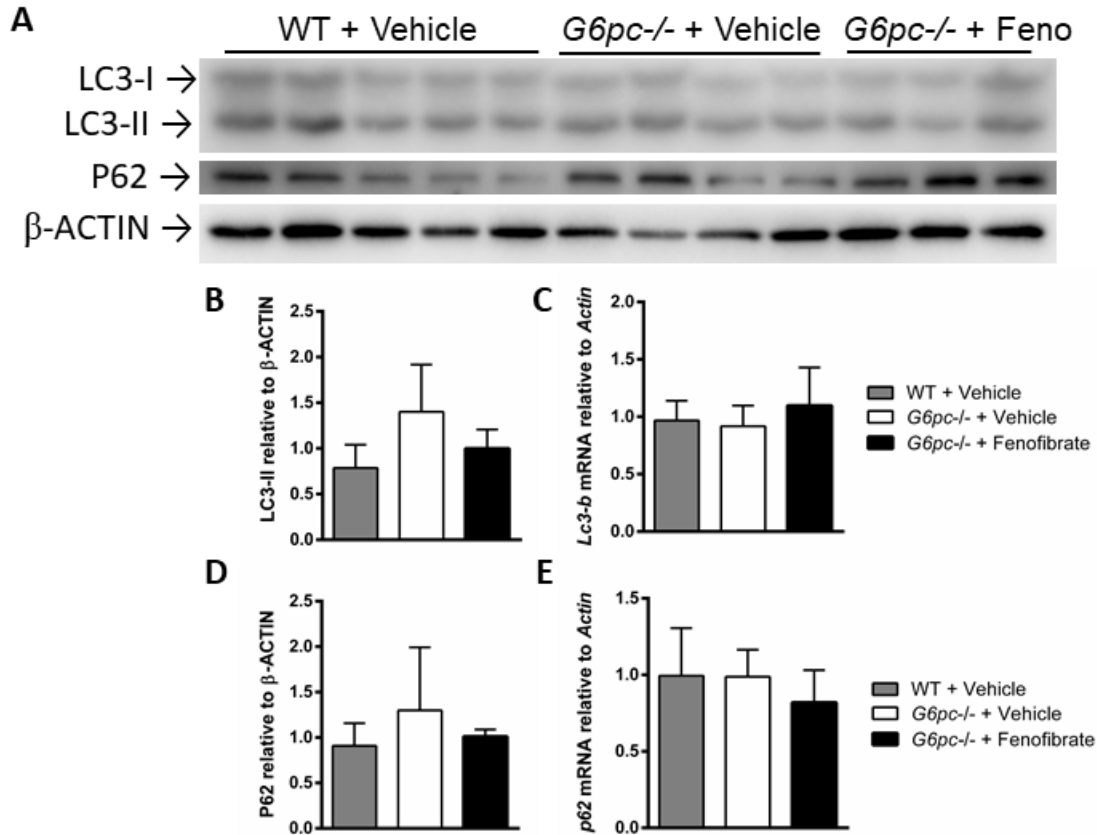 A
WT + Vehicle
G6pc-/- + Vehicle
G6pc-/- + Feno
LC3-I →
LC3-II →
P62 →
β-ACTIN →
B
LC3-II relative to β-ACTIN
2.5
2.0
1.5
1.0
0.5
0.0
C
Lc3-b mRNA relative to Actin
2.0
1.5
1.0
0.5
0.0
WT + Vehicle
G6pc-/- + Vehicle
G6pc-/- + Fenofibrate
D
P62 relative to β-ACTIN
2.5
2.0
1.5
1.0
0.5
0.0
E
p62 mRNA relative to Actin
1.5
1.0
0.5
0.0
WT + Vehicle
G6pc-/- + Vehicle
G6pc-/- + Fenofibrate